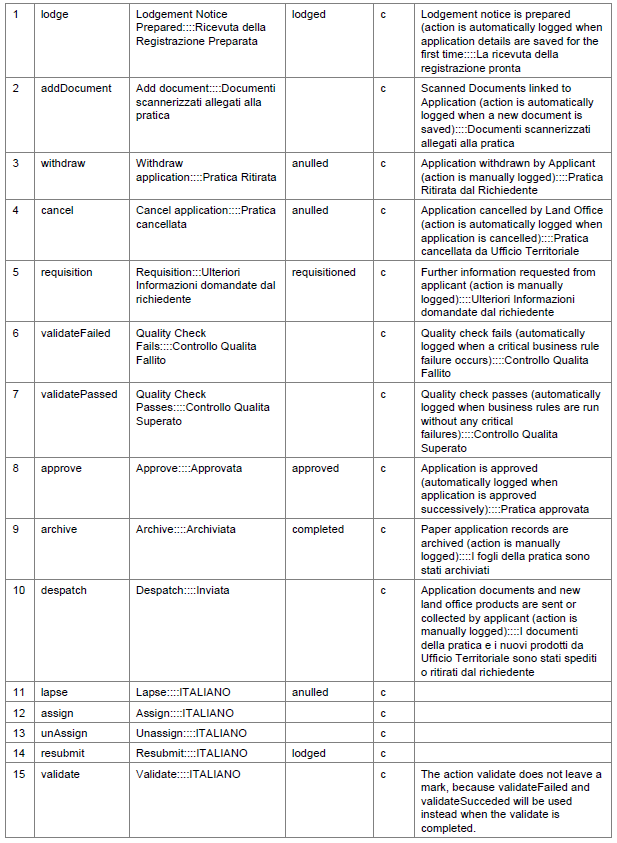 1 lodge Lodgement Notice lodged c Lodgement notice is prepared
Prepared::::Ricevuta della (action is automatically logged when
Registrazione Preparata application details are saved for the
first time::::La ricevuta della
registrazione pronta
2 addDocument Add document::::Documenti c Scanned Documents linked to
scannerizzati allegati alla Application (action is automatically
pratica logged when a new document is
saved)::::Documenti scannerizzati
allegati alla pratica
3 withdraw Withdraw anulled c Application withdrawn by Applicant
application::::Pratica Ritirata (action is manually logged)::::Pratica
Ritirata dal Richiedente
4 cancel Cancel application::::Pratica anulled c Application cancelled by Land Office
cancellata (action is automatically logged when
application is cancelled)::::Pratica
cancellata da Ufficio Territoriale
5 requisition Requisition:::Ulteriori requisitioned c Further information requested from
Informazioni domandate dal applicant (action is manually
richiedente logged)::::Ulteriori Informazioni
domandate dal richiedente
6 validateFailed Quality Check c Quality check fails (automatically
Fails::::Controllo Qualita logged when a critical business rule
Fallito failure occurs)::::Controllo Qualita
Fallito
7 validatePassed Quality Check c Quality check passes (automatically
Passes::::Controllo Qualita logged when business rules are run
Superato without any critical
failures)::::Controllo Qualita
Superato
8 approve Approve::::Approvata approved c Application is approved
(automatically logged when
application is approved
successively)::::Pratica approvata
9 archive Archive::::Archiviata completed c Paper application records are
archived (action is manually
logged)::::I fogli della pratica sono
stati archiviati
10 despatch Despatch::::Inviata c Application documents and new
land office products are sent or
collected by applicant (action is
manually logged)::::I documenti
della pratica e i nuovi prodotti da
Ufficio Territoriale sono stati spediti
o ritirati dal richiedente
11 lapse Lapse::::ITALIANO anulled c
12 assign Assign::::ITALIANO c
13 unAssign Unassign::::ITALIANO c
14 resubmit Resubmit::::ITALIANO lodged c
15 validate Validate::::ITALIANO c The action validate does not leave a
mark, because validateFailed and
validateSucceded will be used
instead when the validate is
completed.